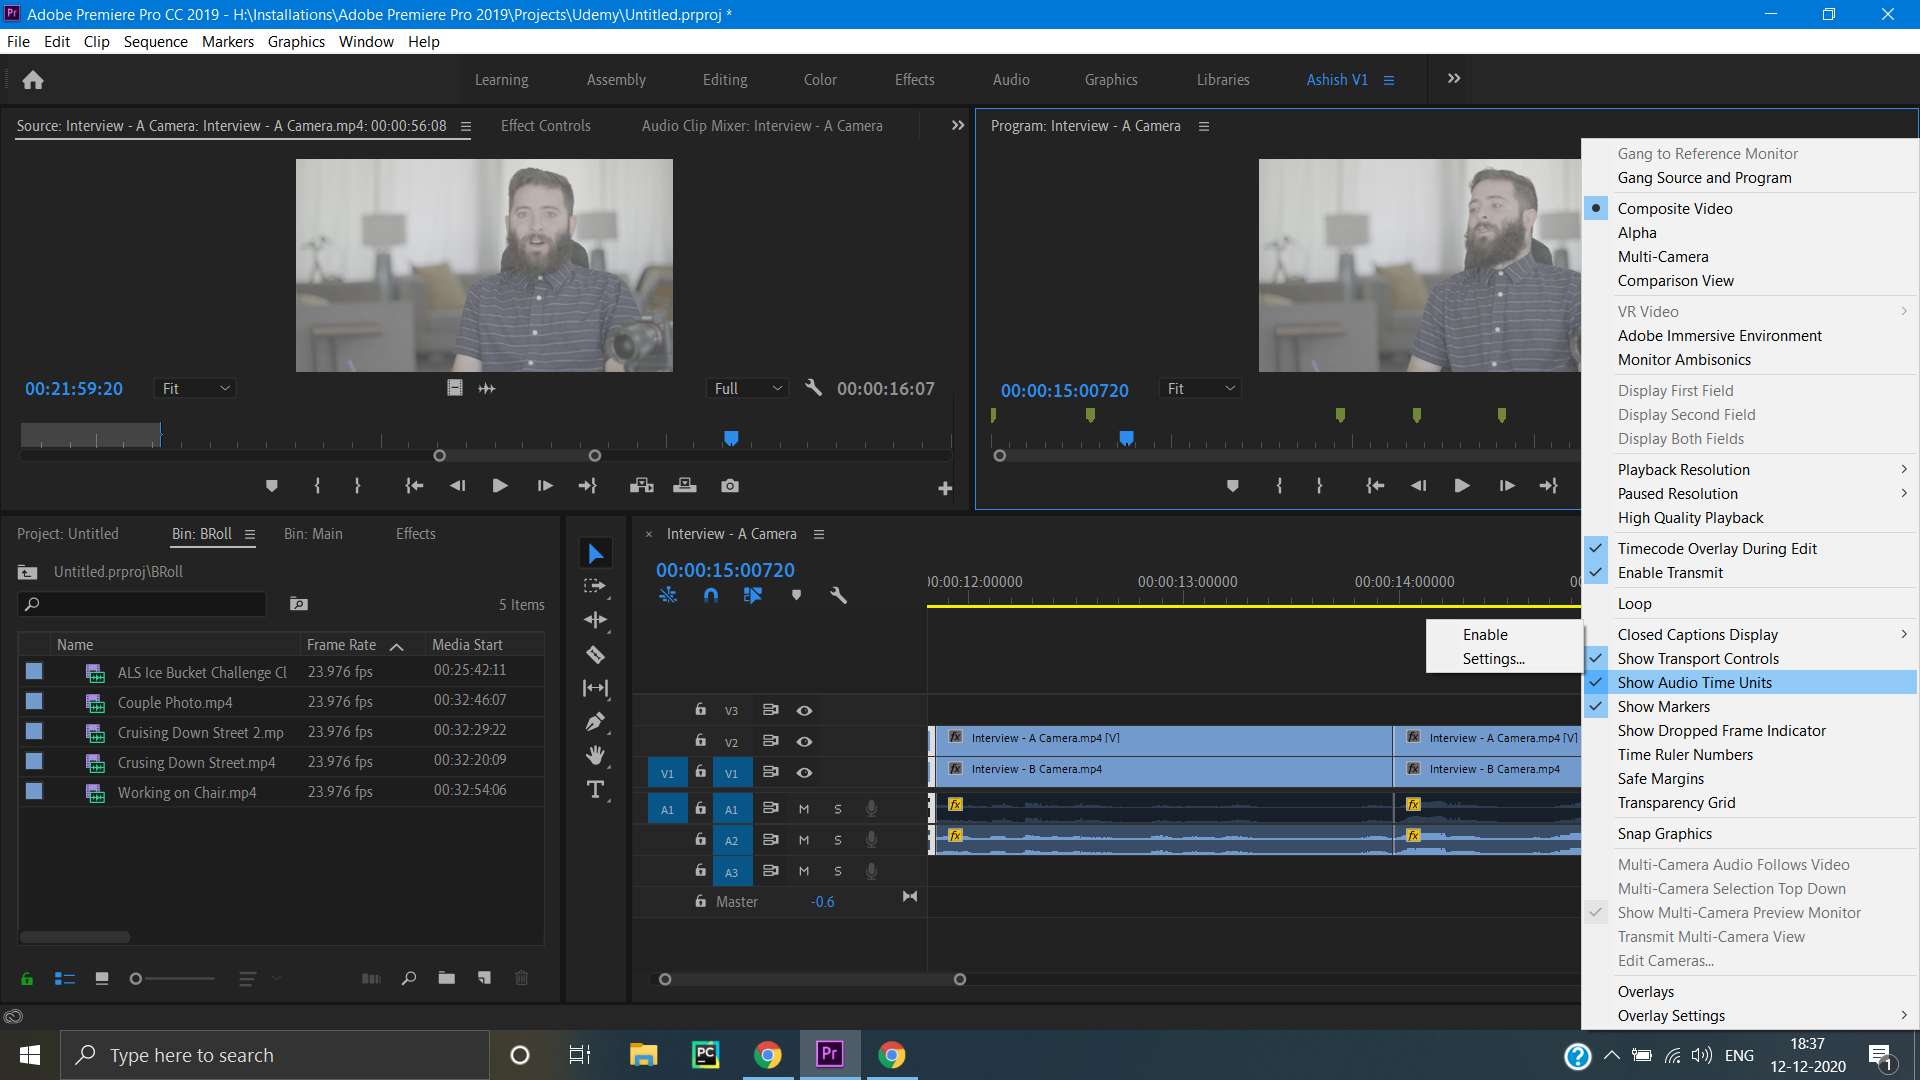 Pr Adobe Premiere Pro CC 2019 - H:\Installations\Adobe Premiere Pro 2019\Projects\Udemy\Untitled.prproj *
File Edit Clip Sequence Markers Graphics Window Help
Learning Assembly Editing Color Effects Audio Graphics Libraries Ashish V1
Source: Interview - A Camera: Interview - A Camera.mp4: 00:00:56:08 Effect Controls Audio Clip Mixer: Interview - A Camera
Program: Interview - A Camera
00:21:59:20 Fit Full 00:00:16:07
00:00:15:00720 Fit
Gang to Reference Monitor
Gang Source and Program
Composite Video
Alpha
Multi-Camera
Comparison View
VR Video
Adobe Immersive Environment
Monitor Ambisonics
Display First Field
Display Second Field
Display Both Fields
Playback Resolution
Paused Resolution
High Quality Playback
Timecode Overlay During Edit
Enable Transmit
Loop
Closed Captions Display
Show Transport Controls
Show Audio Time Units
Show Markers
Show Dropped Frame Indicator
Time Ruler Numbers
Safe Margins
Transparency Grid
Snap Graphics
Multi-Camera Audio Follows Video
Multi-Camera Selection Top Down
Show Multi-Camera Preview Monitor
Transmit Multi-Camera View
Edit Cameras...
Overlays
Overlay Settings
Enable
Settings...
Project: Untitled Bin: BRoll Bin: Main Effects
Untitled.prproj\BRoll
5 Items
Name Frame Rate Media Start
ALS Ice Bucket Challenge Cl 23.976 fps 00:25:42:11
Couple Photo.mp4 23.976 fps 00:32:46:07
Cruising Down Street 2.mp 23.976 fps 00:32:29:22
Crusing Down Street.mp4 23.976 fps 00:32:20:09
Working on Chair.mp4 23.976 fps 00:32:54:06
× Interview - A Camera
00:00:15:00720
00:00:12:00000 00:00:13:00000 00:00:14:00000
V3
V2 fx Interview - A Camera.mp4 [V] fx Interview - A Camera.mp4 [V]
V1 V1 fx Interview - B Camera.mp4 fx Interview - B Camera.mp4
A1 A1 M S fx fx
A2 M S fx fx
A3 M S
Master -0.6
T
Type here to search
PC Pr
ENG
18:37
12-12-2020
1